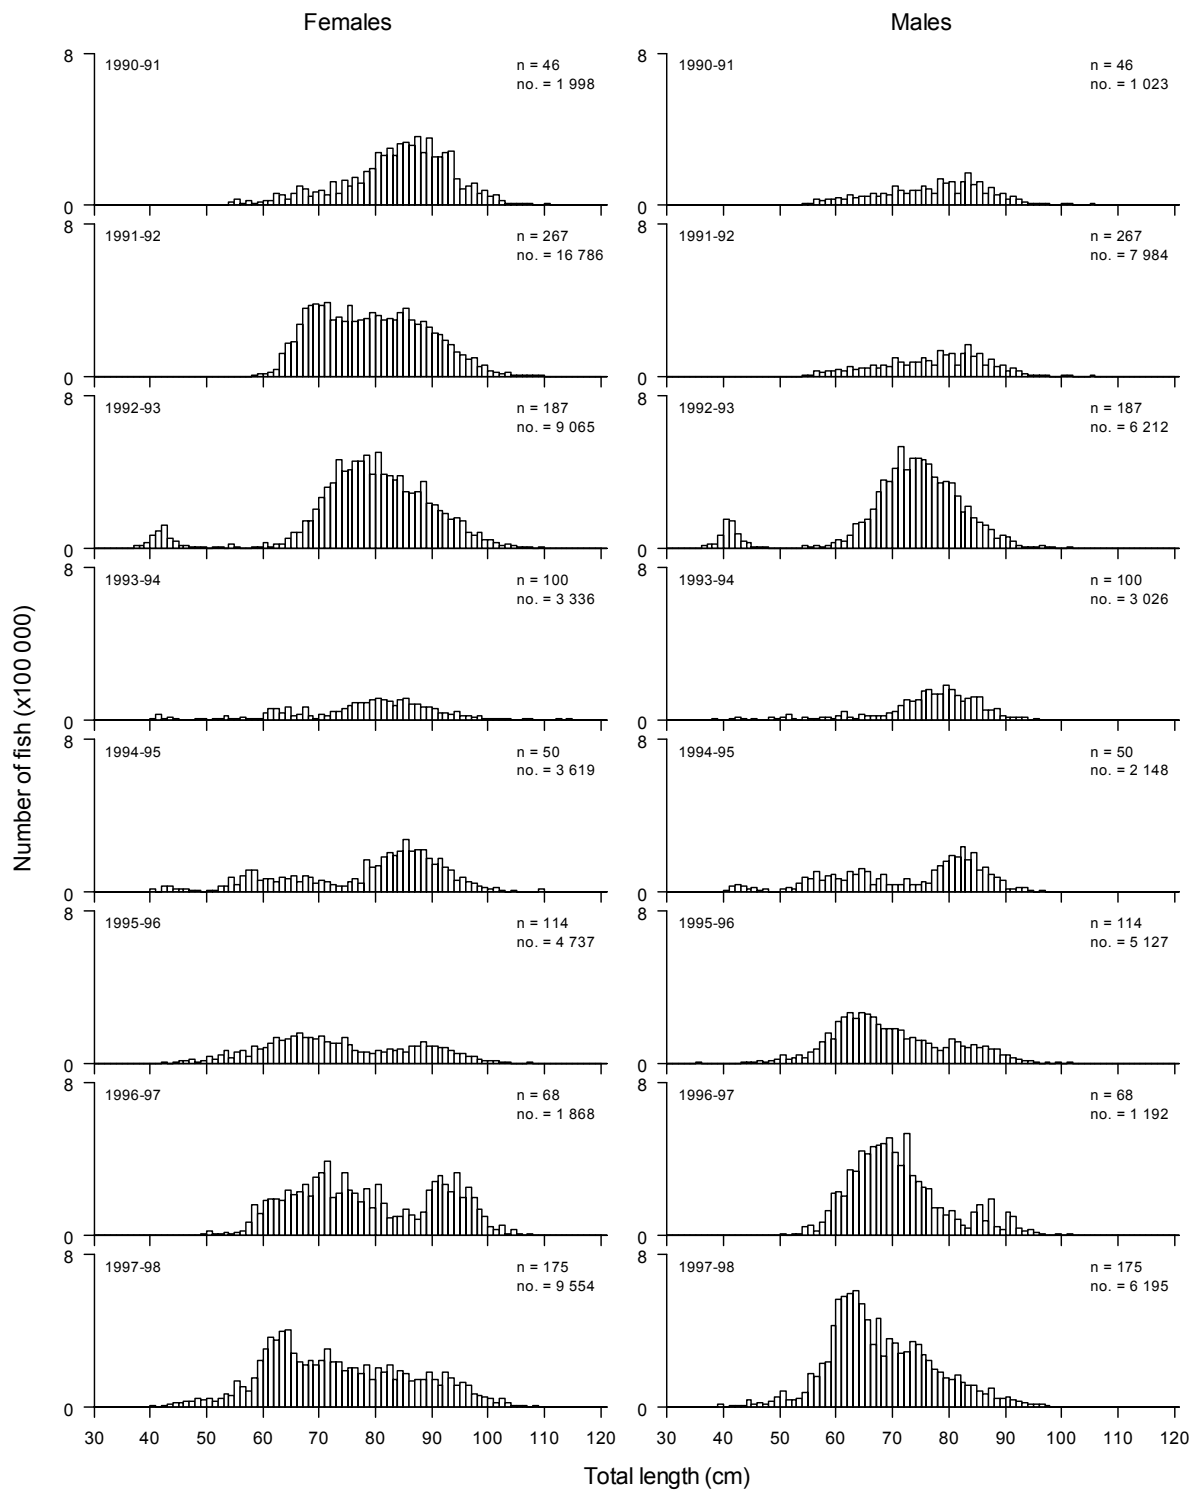 Females Males
8 1990-91 n = 46 8 1990-91 n = 46
no. = 1 998 no. = 1 023
0 0
8 1991-92 n = 267 8 1991-92 n = 267
no. = 16 786 no. = 7 984
0 0
8 1992-93 n = 187 8 1992-93 n = 187
no. = 9 065 no. = 6 212
0 0
8 1993-94 n = 100 8 1993-94 n = 100
no. = 3 336 no. = 3 026
0 0
8 1994-95 n = 50 8 1994-95 n = 50
no. = 3 619 no. = 2 148
0 0
8 1995-96 n = 114 8 1995-96 n = 114
no. = 4 737 no. = 5 127
0 0
8 1996-97 n = 68 8 1996-97 n = 68
no. = 1 868 no. = 1 192
0 0
8 1997-98 n = 175 8 1997-98 n = 175
no. = 9 554 no. = 6 195
0 0
30 40 50 60 70 80 90 100 110 120 30 40 50 60 70 80 90 100 110 120
Total length (cm)
Number of fish (x100 000)